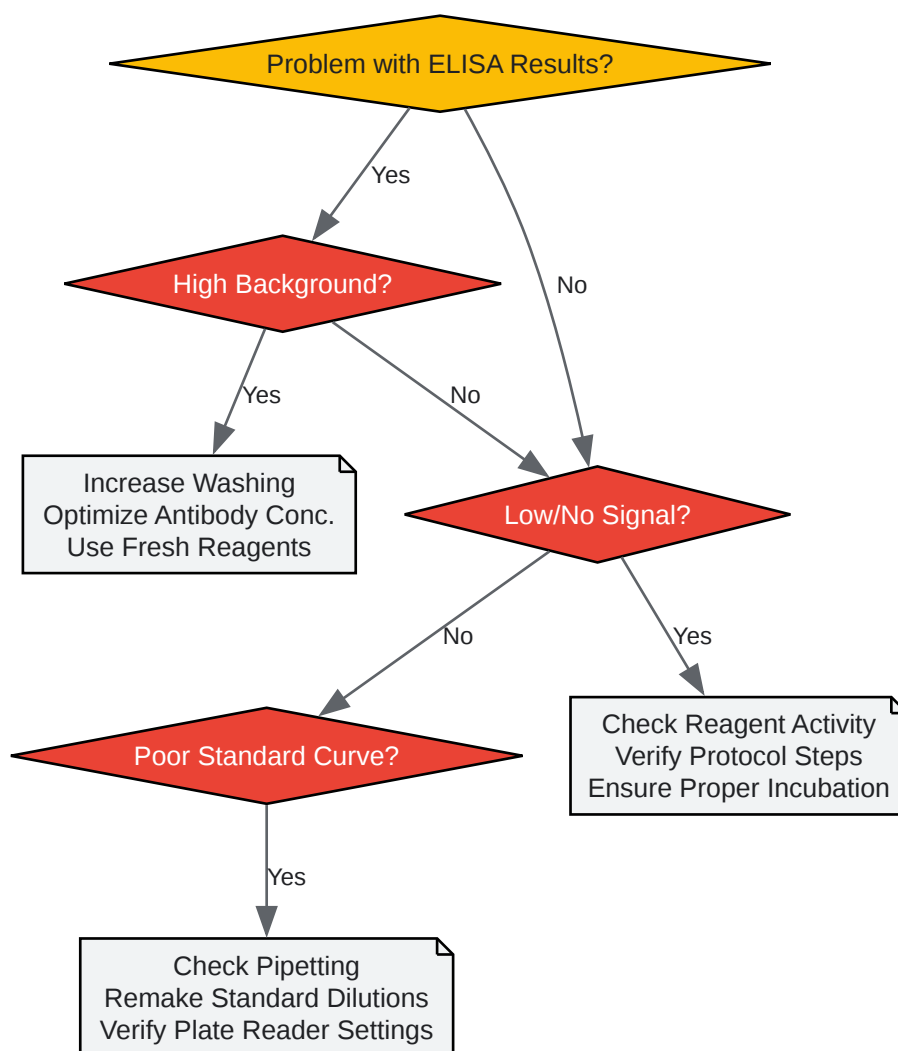 Problem with ELISA Results?
Yes
No
High Background?
Yes
No
Increase Washing
Optimize Antibody Conc.
Use Fresh Reagents
Low/No Signal?
No
Yes
Poor Standard Curve?
Check Reagent Activity
Verify Protocol Steps
Ensure Proper Incubation
Yes
Check Pipetting
Remake Standard Dilutions
Verify Plate Reader Settings